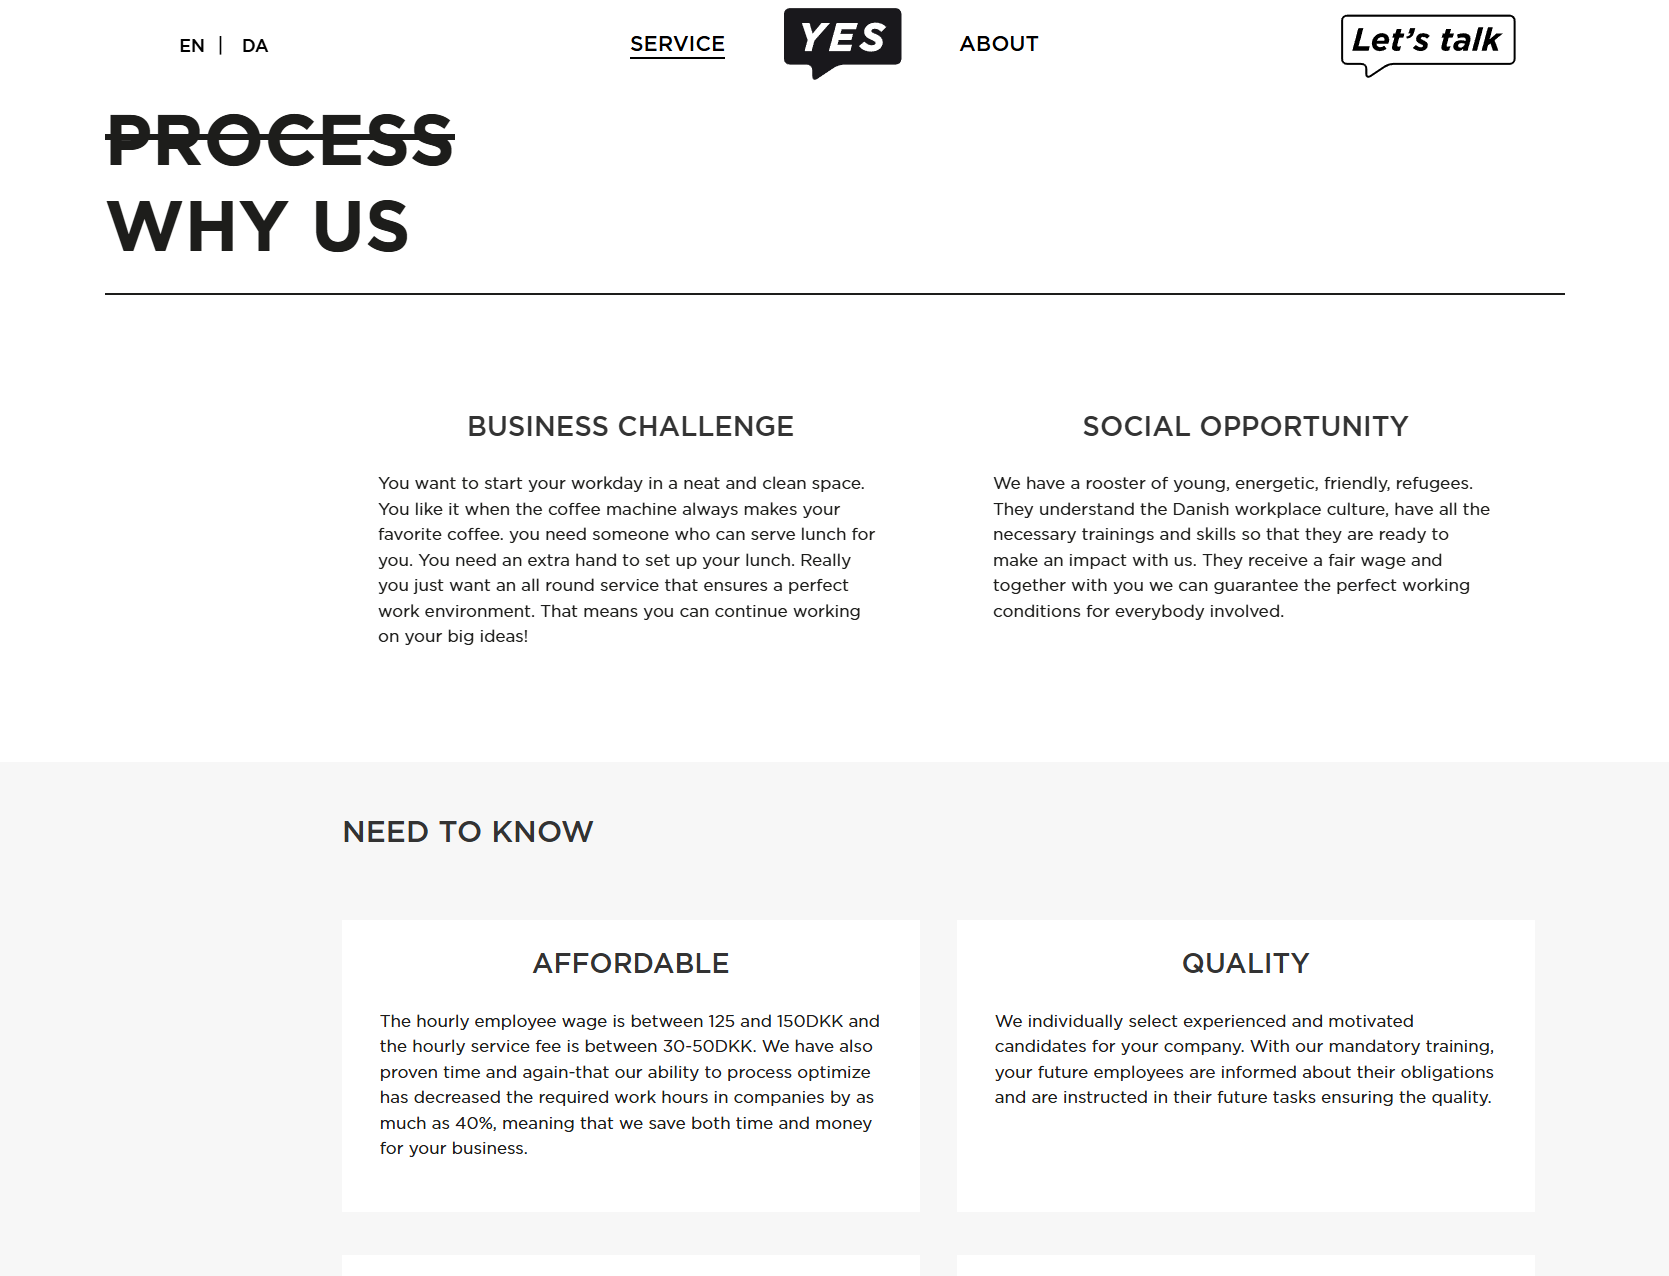 EN | DA
SERVICE
YES
ABOUT
Let's talk
PROCESS
WHY US
BUSINESS CHALLENGE
You want to start your workday in a neat and clean space.
You like it when the coffee machine always makes your
favorite coffee. you need someone who can serve lunch for
you. You need an extra hand to set up your lunch. Really
you just want an all round service that ensures a perfect
work environment. That means you can continue working
on your big ideas!
SOCIAL OPPORTUNITY
We have a rooster of young, energetic, friendly, refugees.
They understand the Danish workplace culture, have all the
necessary trainings and skills so that they are ready to
make an impact with us. They receive a fair wage and
together with you we can guarantee the perfect working
conditions for everybody involved.
NEED TO KNOW
AFFORDABLE
The hourly employee wage is between 125 and 150DKK and
the hourly service fee is between 30-50DKK. We have also
proven time and again-that our ability to process optimize
has decreased the required work hours in companies by as
much as 40%, meaning that we save both time and money
for your business.
QUALITY
We individually select experienced and motivated
candidates for your company. With our mandatory training,
your future employees are informed about their obligations
and are instructed in their future tasks ensuring the quality.